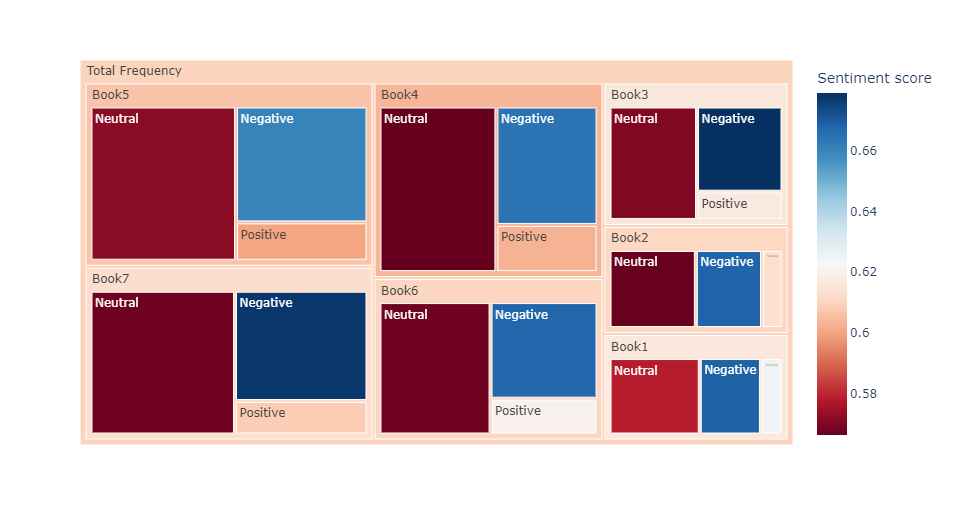 Total Frequency
Book5
Neutral
Negative
Positive
Book4
Neutral
Negative
Positive
Book3
Neutral
Negative
Positive
Book2
Neutral
Negative
Book7
Neutral
Negative
Positive
Book6
Neutral
Negative
Positive
Book1
Neutral
Negative
Sentiment score
0.66
0.64
0.62
0.6
0.58